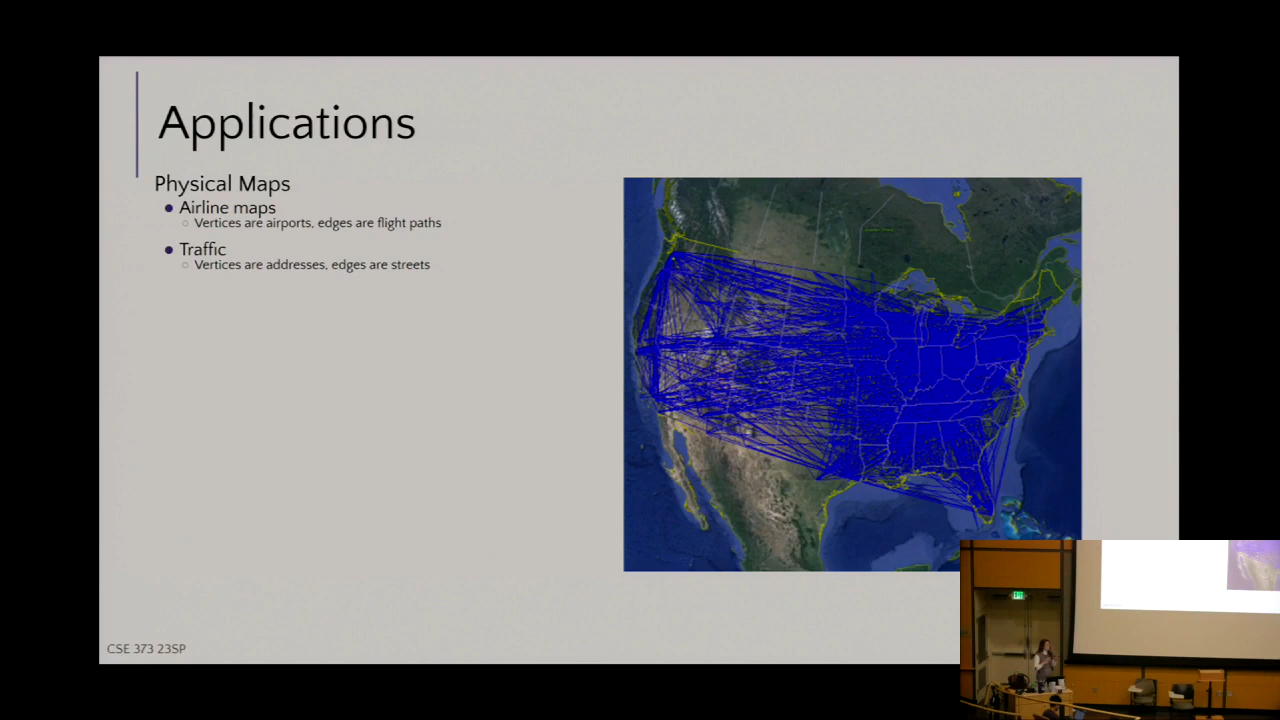 Applications
Physical Maps
Airline maps
Vertices are airports, edges are flight paths
Traffic
Vertices are addresses, edges are streets
CSE 373 23SP